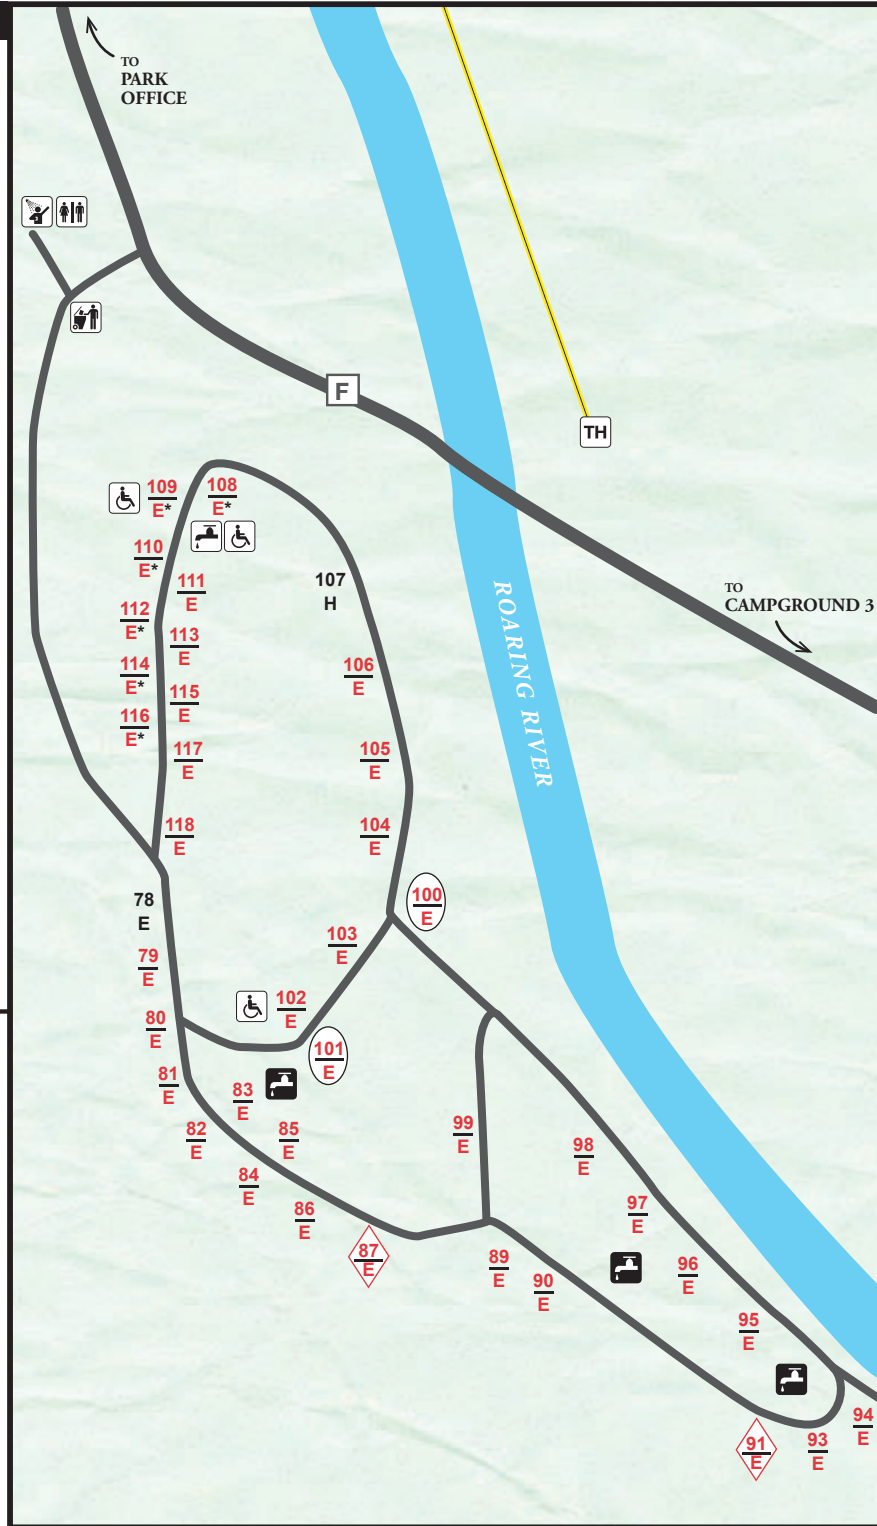 TO
PARK
OFFICE
F
TH
109
E*
108
E*
110
E*
111
E
107
H
TO
CAMPGROUND 3
112
E*
113
E
114
E*
106
E
ROARING RIVER
115
E
116
E*
117
E
105
E
118
E
104
E
78
E
100
E
103
E
79
E
102
E
80
E
101
E
81
E
83
E
82
E
85
E
99
E
98
E
84
E
86
E
97
E
87
E
89
E
90
E
96
E
95
E
91
E
93
E
94
E